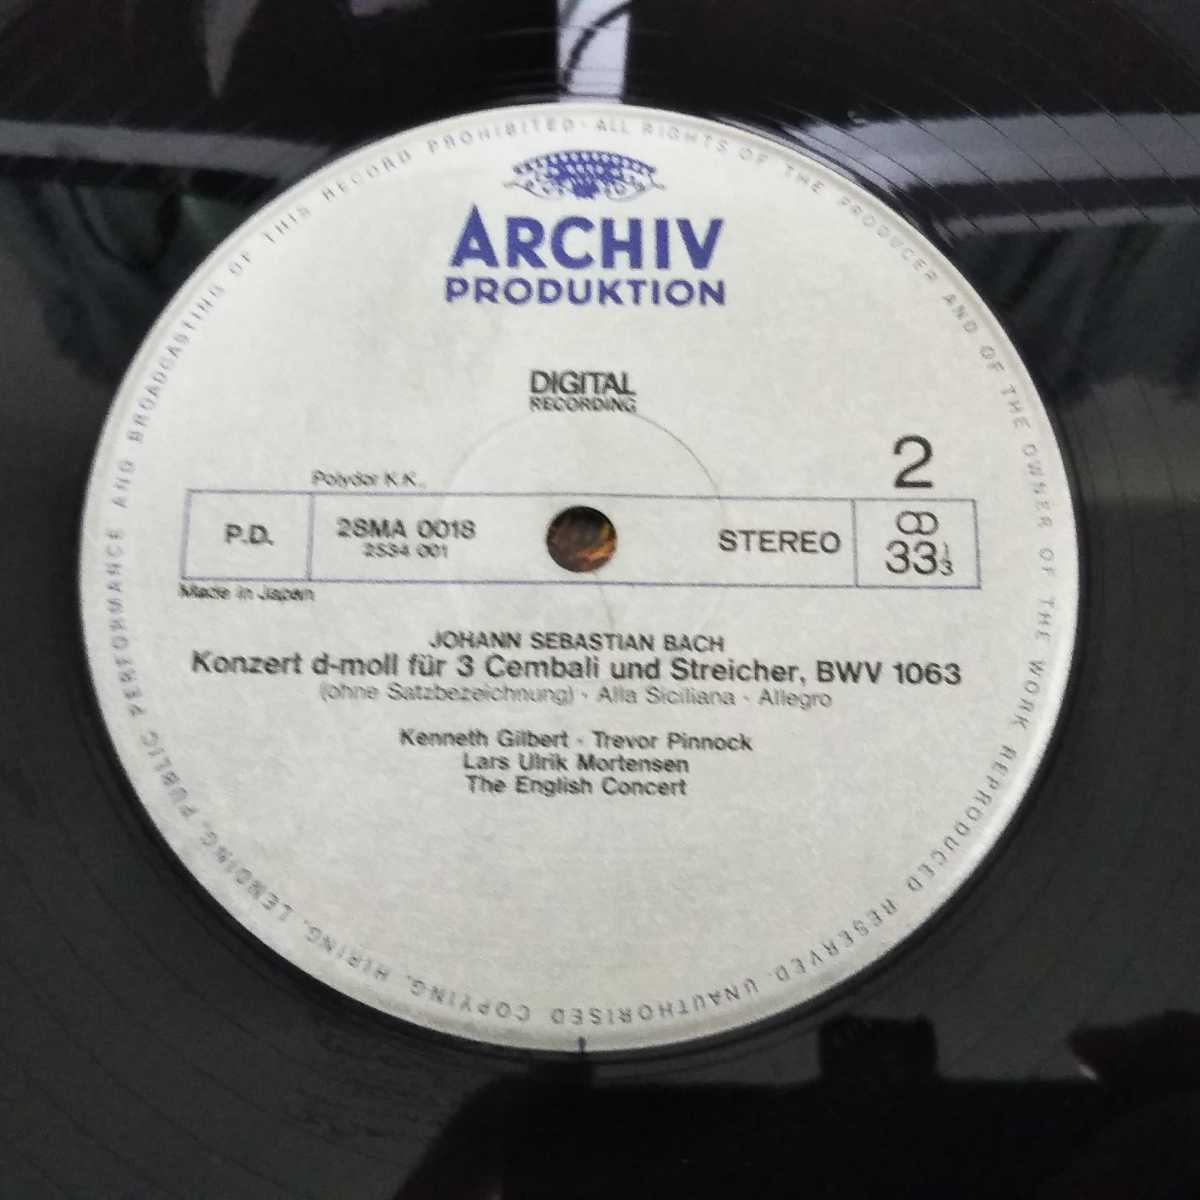 ALL RIGHTS OF THE PRODUCER AND OF THE OWNER OF THE WORK REPRODUCED RESERVED. UNAUTHORISED COPYING, HIRING, LENDING, PUBLIC PERFORMANCE AND BROADCASTING OF THIS RECORD PROHIBITED ·
ARCHIV
PRODUKTION
DIGITAL
RECORDING
2
Polydor K.K.
P.D.
28MA 0018
2534 001
STEREO
33 1/3
Made in Japan
JOHANN SEBASTIAN BACH
Konzert d-moll für 3 Cembali und Streicher, BWV 1063
(ohne Satzbezeichnung) · Alla Siciliana · Allegro
Kenneth Gilbert · Trevor Pinnock
Lars Ulrik Mortensen
The English Concert